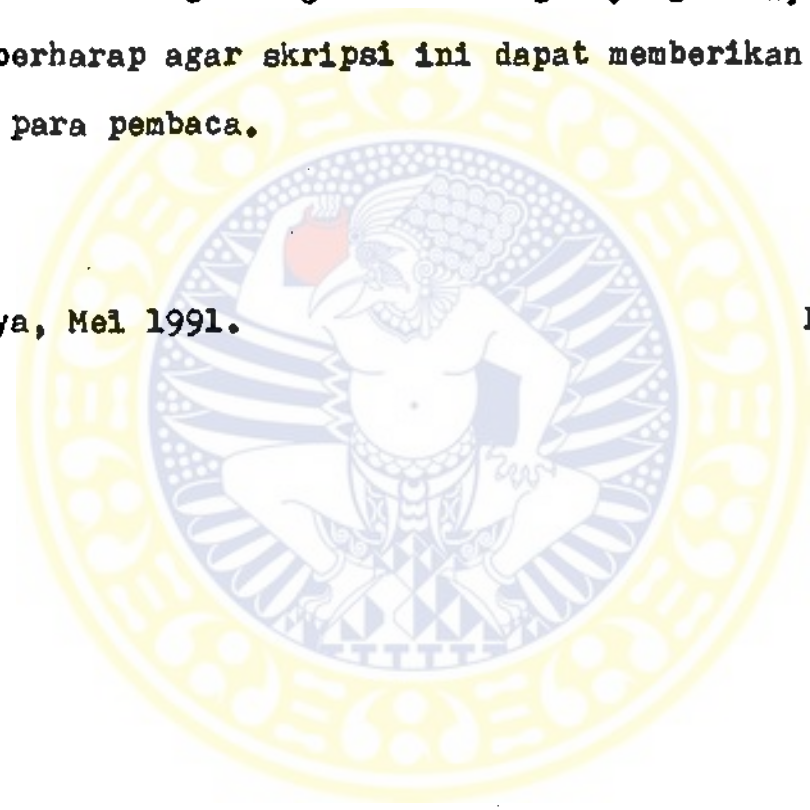 berharap agar skripsi ini dapat memberikan
para pembaca.
ya, Mei 1991.